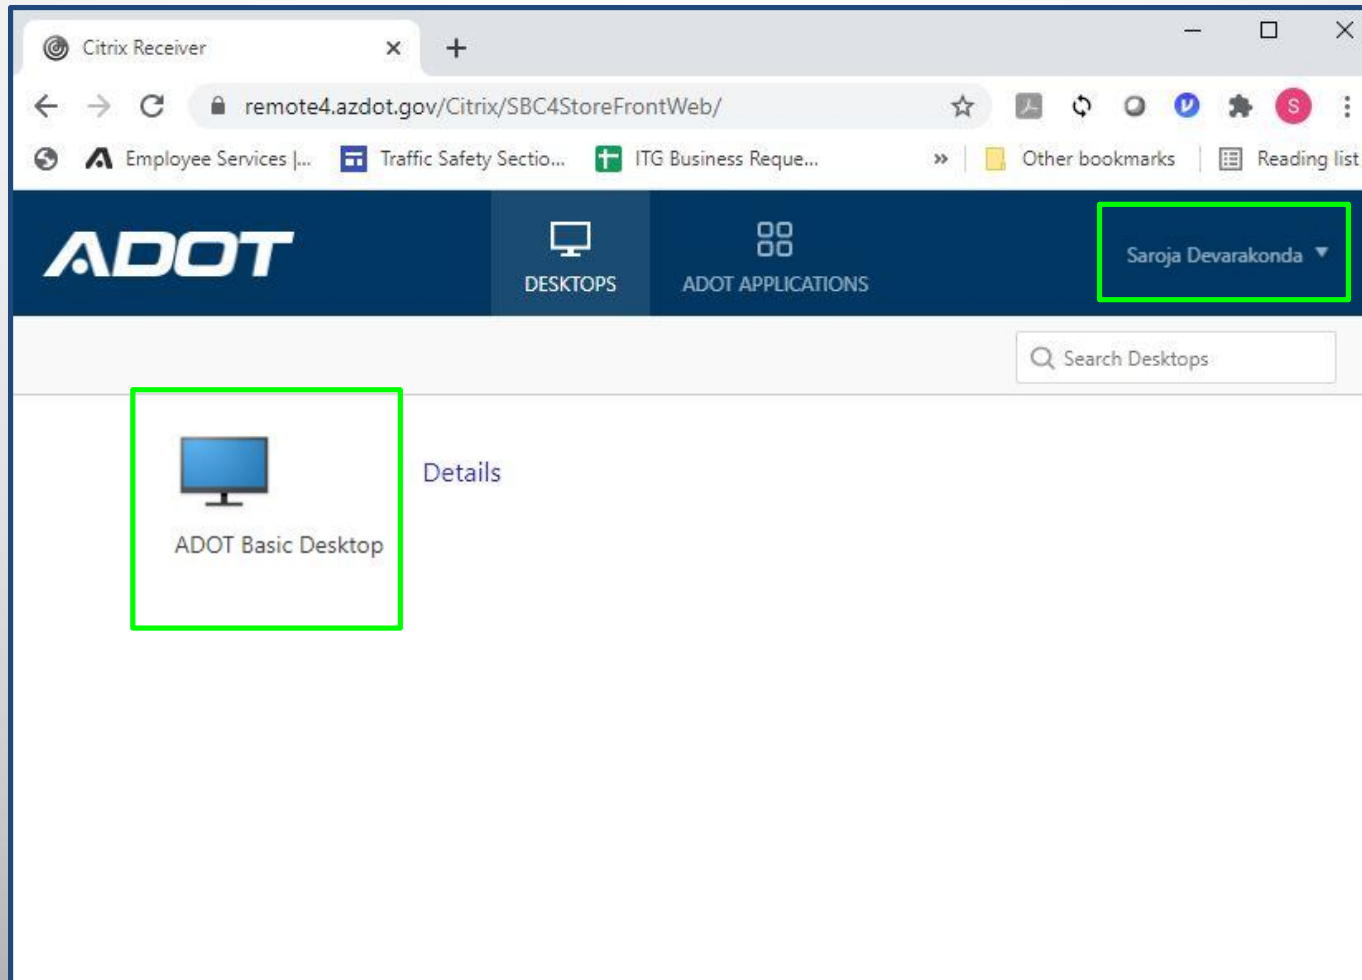 Citrix Receiver
remote4.azdot.gov/Citrix/SBC4StoreFrontWeb/
S
Employee Services |... Traffic Safety Sectio... ITG Business Reque... » Other bookmarks Reading list
ADOT
DESKTOPS
ADOT APPLICATIONS
Saroja Devarakonda
Search Desktops
Details
ADOT Basic Desktop